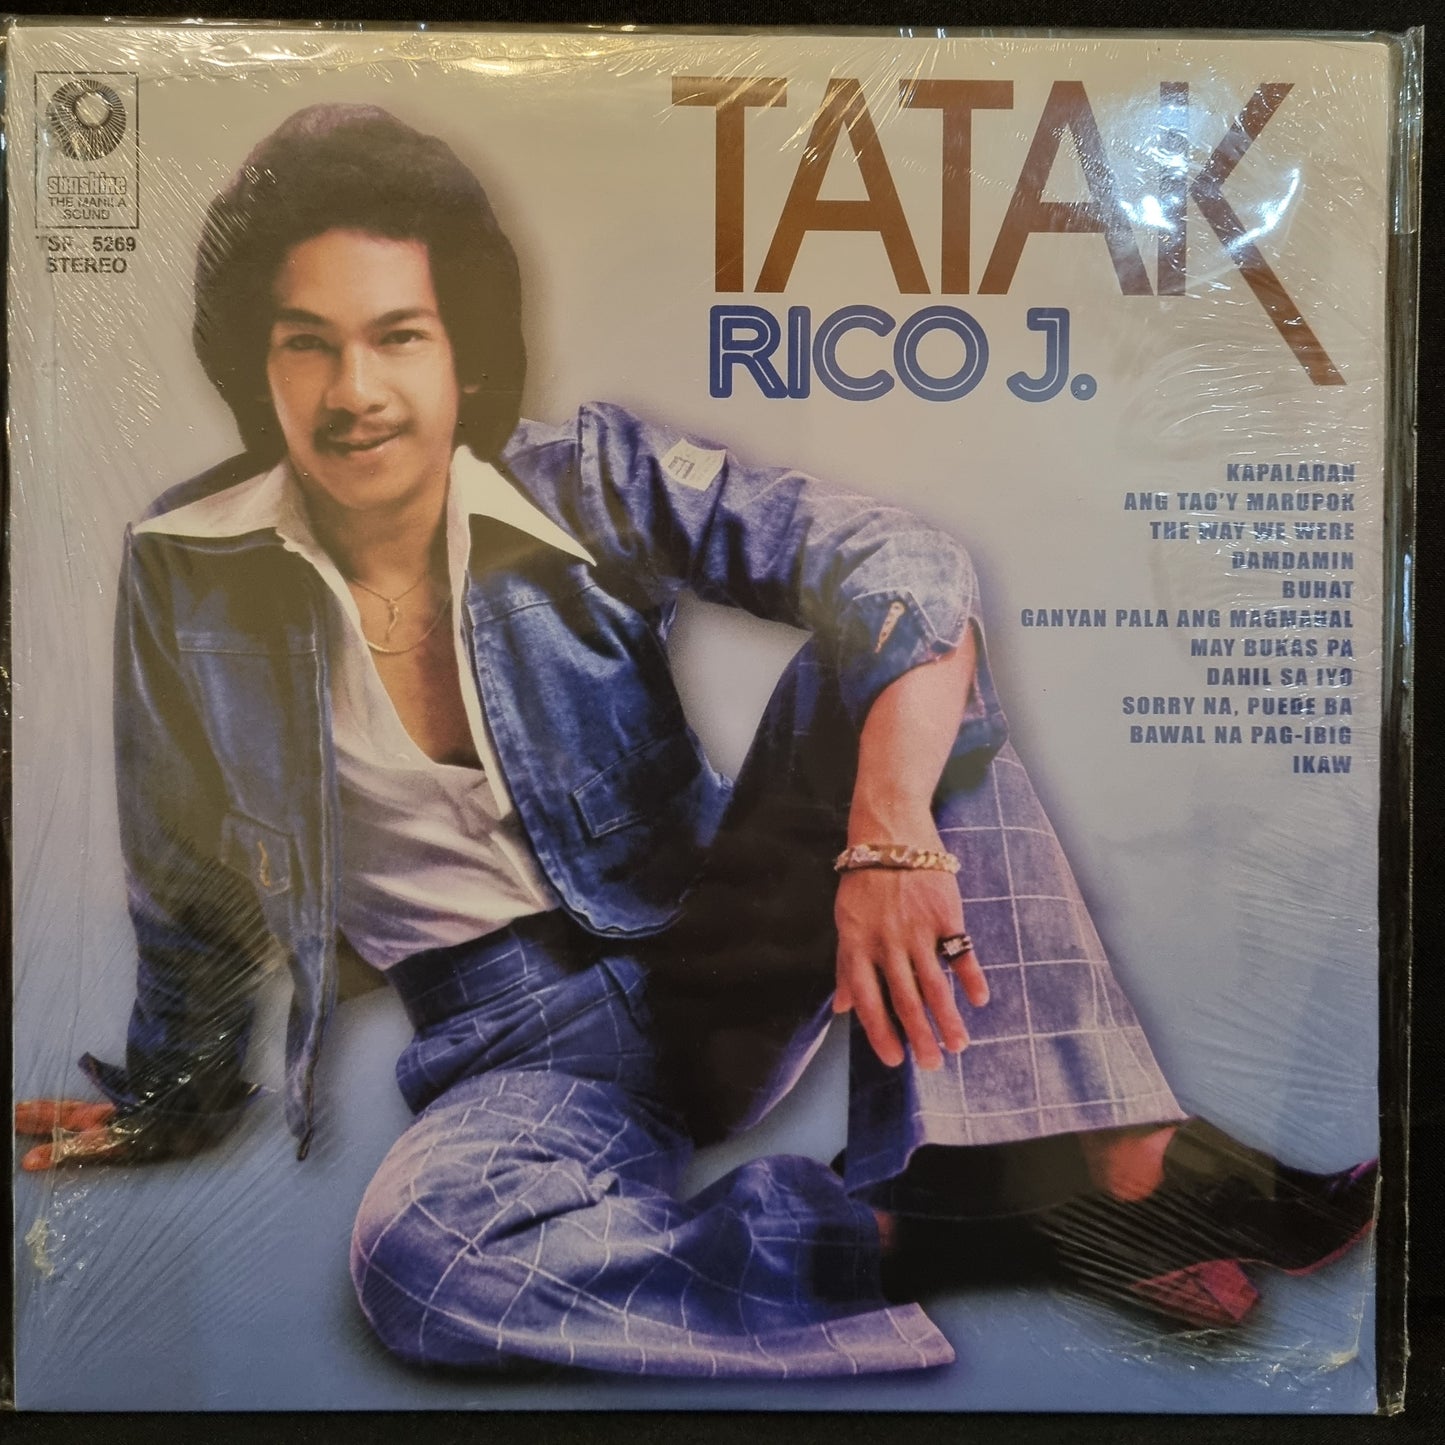 sunshine
THE MANILA
SOUND
TSP 5269
STEREO
TATAK
RICO J.
KAPALARAN
ANG TAO'Y MARUPOK
THE WAY WE WERE
DAMDAMIN
BUHAT
GANYAN PALA ANG MAGMAHAL
MAY BUKAS PA
DAHIL SA IYO
SORRY NA, PUEDE BA
BAWAL NA PAG-IBIG
IKAW
Rico J.